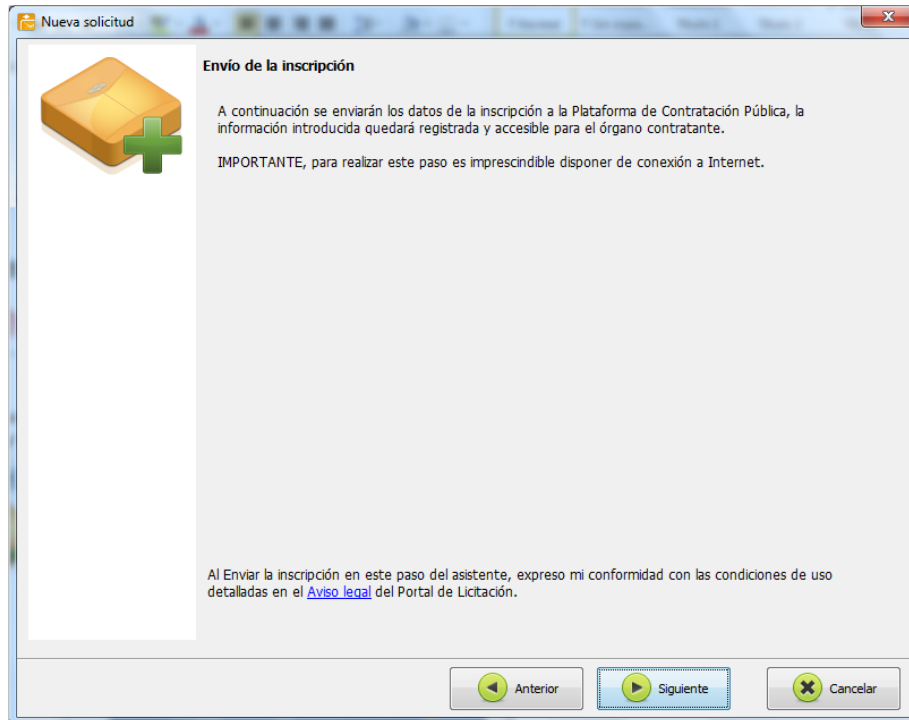 Nueva solicitud
Envío de la inscripción
A continuación se enviarán los datos de la inscripción a la Plataforma de Contratación Pública, la
información introducida quedará registrada y accesible para el órgano contratante.
IMPORTANTE, para realizar este paso es imprescindible disponer de conexión a Internet.
Al Enviar la inscripción en este paso del asistente, expreso mi conformidad con las condiciones de uso
detalladas en el Aviso legal del Portal de Licitación.
Anterior
Siguiente
Cancelar